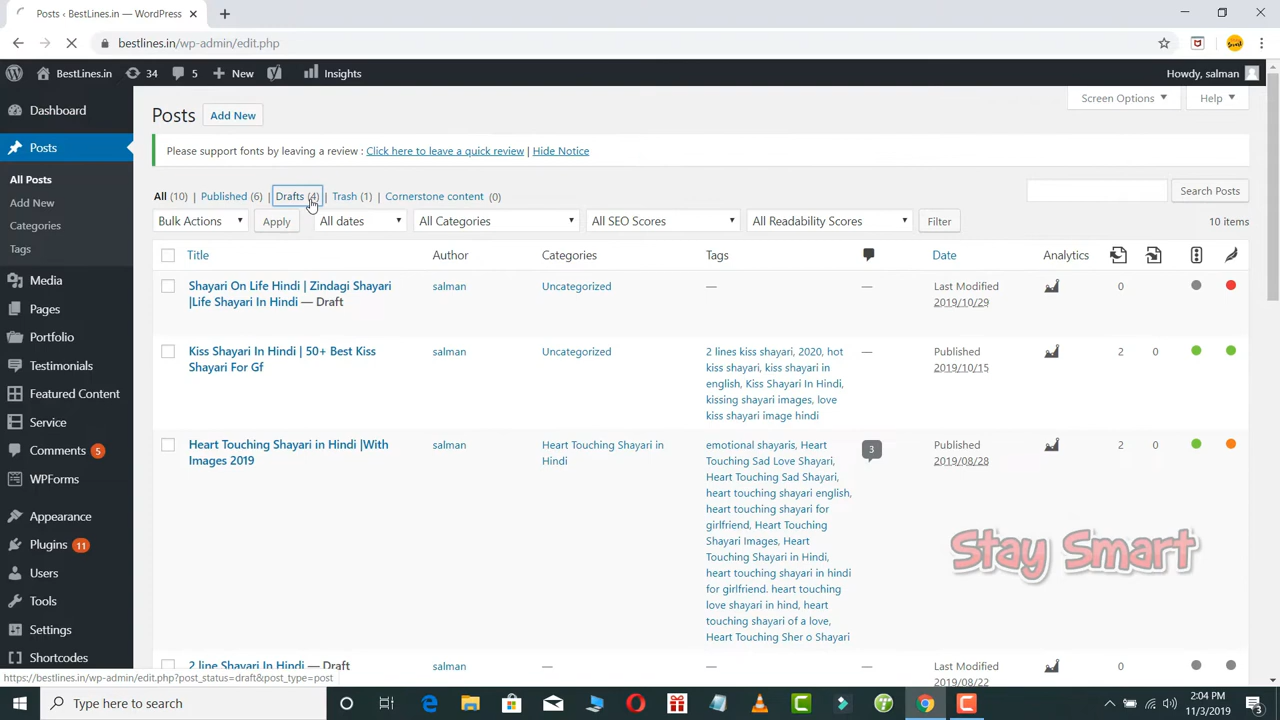 Posts ‹ BestLines.in — WordPress
bestlines.in/wp-admin/edit.php
BestLines.in 34 5 New Insights Howdy, salman
Dashboard
Posts
All Posts
Add New
Categories
Tags
Media
Pages
Portfolio
Testimonials
Featured Content
Service
Comments 5
WPForms
Appearance
Plugins 11
Users
Tools
Settings
Shortcodes
Screen Options Help
Posts Add New
Please support fonts by leaving a review : Click here to leave a quick review | Hide Notice
All (10) | Published (6) | Drafts (4) | Trash (1) | Cornerstone content (0)
Search Posts
Bulk Actions Apply All dates All Categories All SEO Scores All Readability Scores Filter 10 items
Title Author Categories Tags Analytics Date
Shayari On Life Hindi | Zindagi Shayari
|Life Shayari In Hindi — Draft
salman
Uncategorized
—
—
Last Modified
2019/10/29
0
Kiss Shayari In Hindi | 50+ Best Kiss
Shayari For Gf
salman
Uncategorized
2 lines kiss shayari, 2020, hot
kiss shayari, kiss shayari in
english, Kiss Shayari In Hindi,
kissing shayari images, love
kiss shayari image hindi
—
Published
2019/10/15
2 0
Heart Touching Shayari in Hindi |With
Images 2019
salman
Heart Touching Shayari in
Hindi
emotional shayaris, Heart
Touching Sad Love Shayari,
Heart Touching Sad Shayari,
heart touching shayari english,
heart touching shayari for
girlfriend, Heart Touching
Shayari Images, Heart
Touching Shayari in Hindi,
heart touching shayari in hindi
for girlfriend. heart touching
love shayari in hind, heart
touching shayari of a love,
Heart Touching Sher o Shayari
3
Published
2019/08/28
2 0
Stay Smart
2 line Shayari In Hindi — Draft
salman
—
—
—
Last Modified
2019/08/22
0
https://bestlines.in/wp-admin/edit.php?post_status=draft&post_type=post
Type here to search
2:04 PM
11/3/2019
3